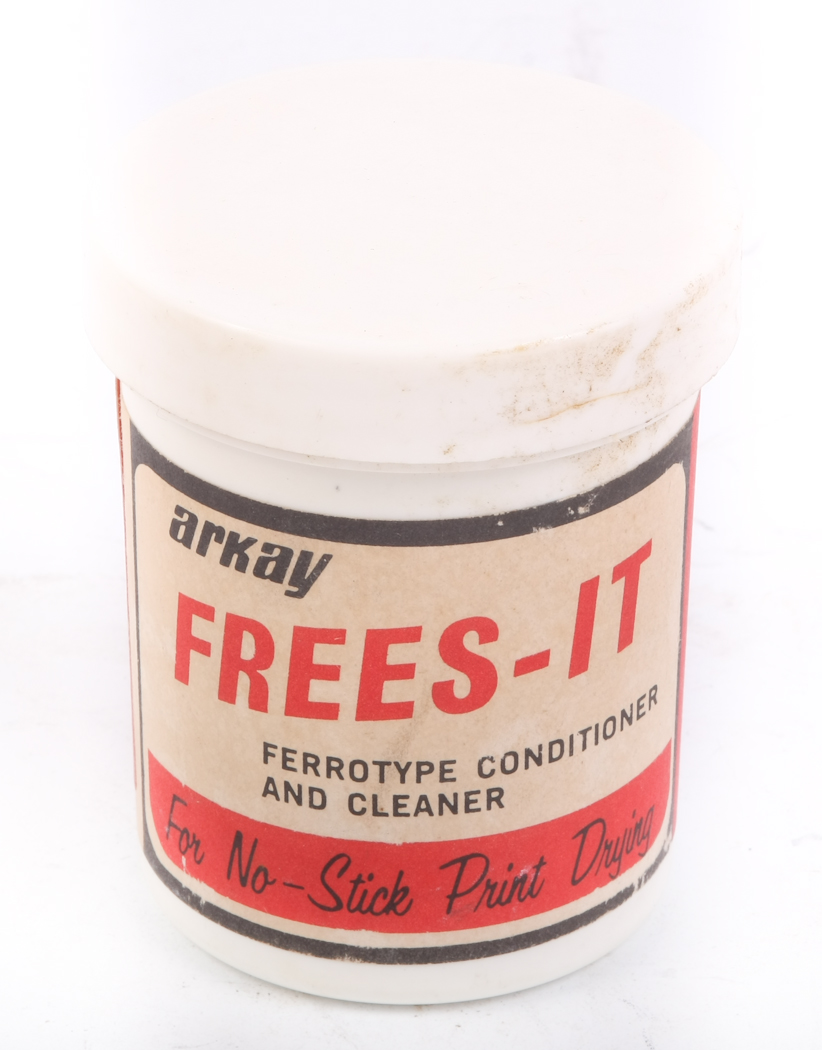 arkay
FREES-IT
FERROTYPE CONDITIONER
AND CLEANER
For No-Stick Print Drying